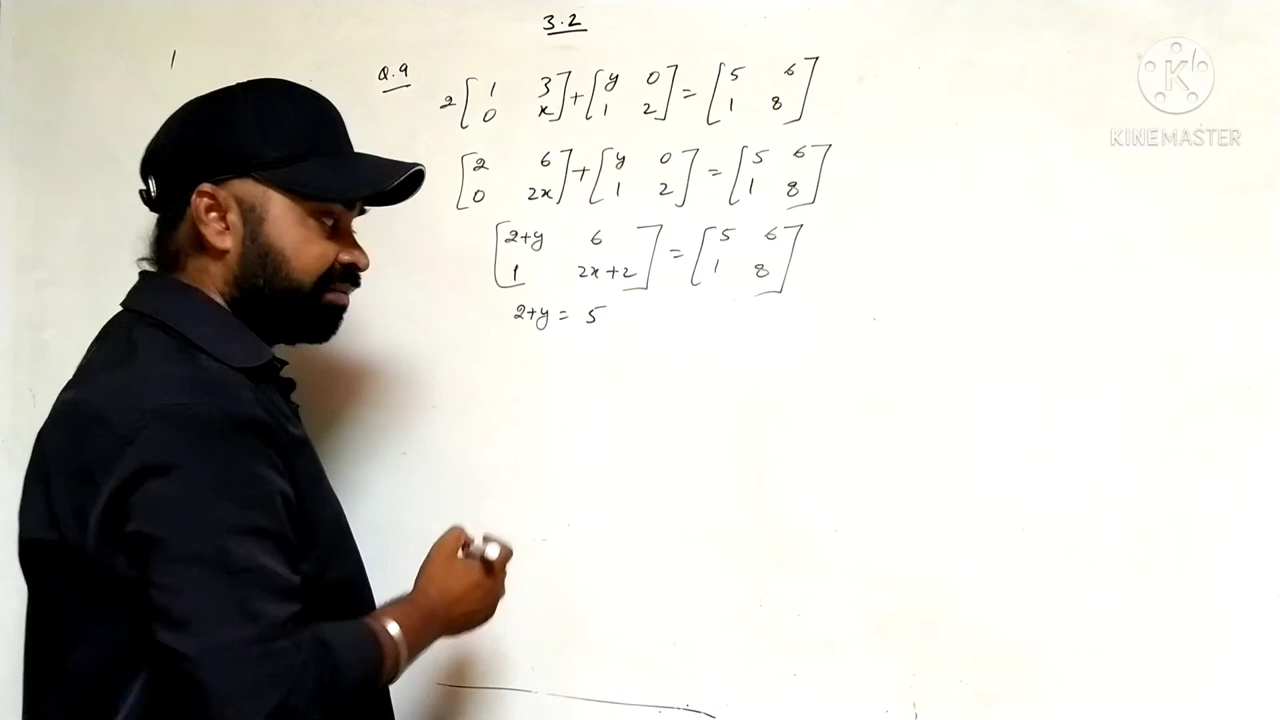 3.2
Q.9 2[1 3 0 x]+[y 0 1 2]=[5 6 1 8]
[2 6 0 2x]+[y 0 1 2]=[5 6 1 8]
[2+y 6 1 2x+2]=[5 6 1 8]
2+y = 5
K
KINEMASTER